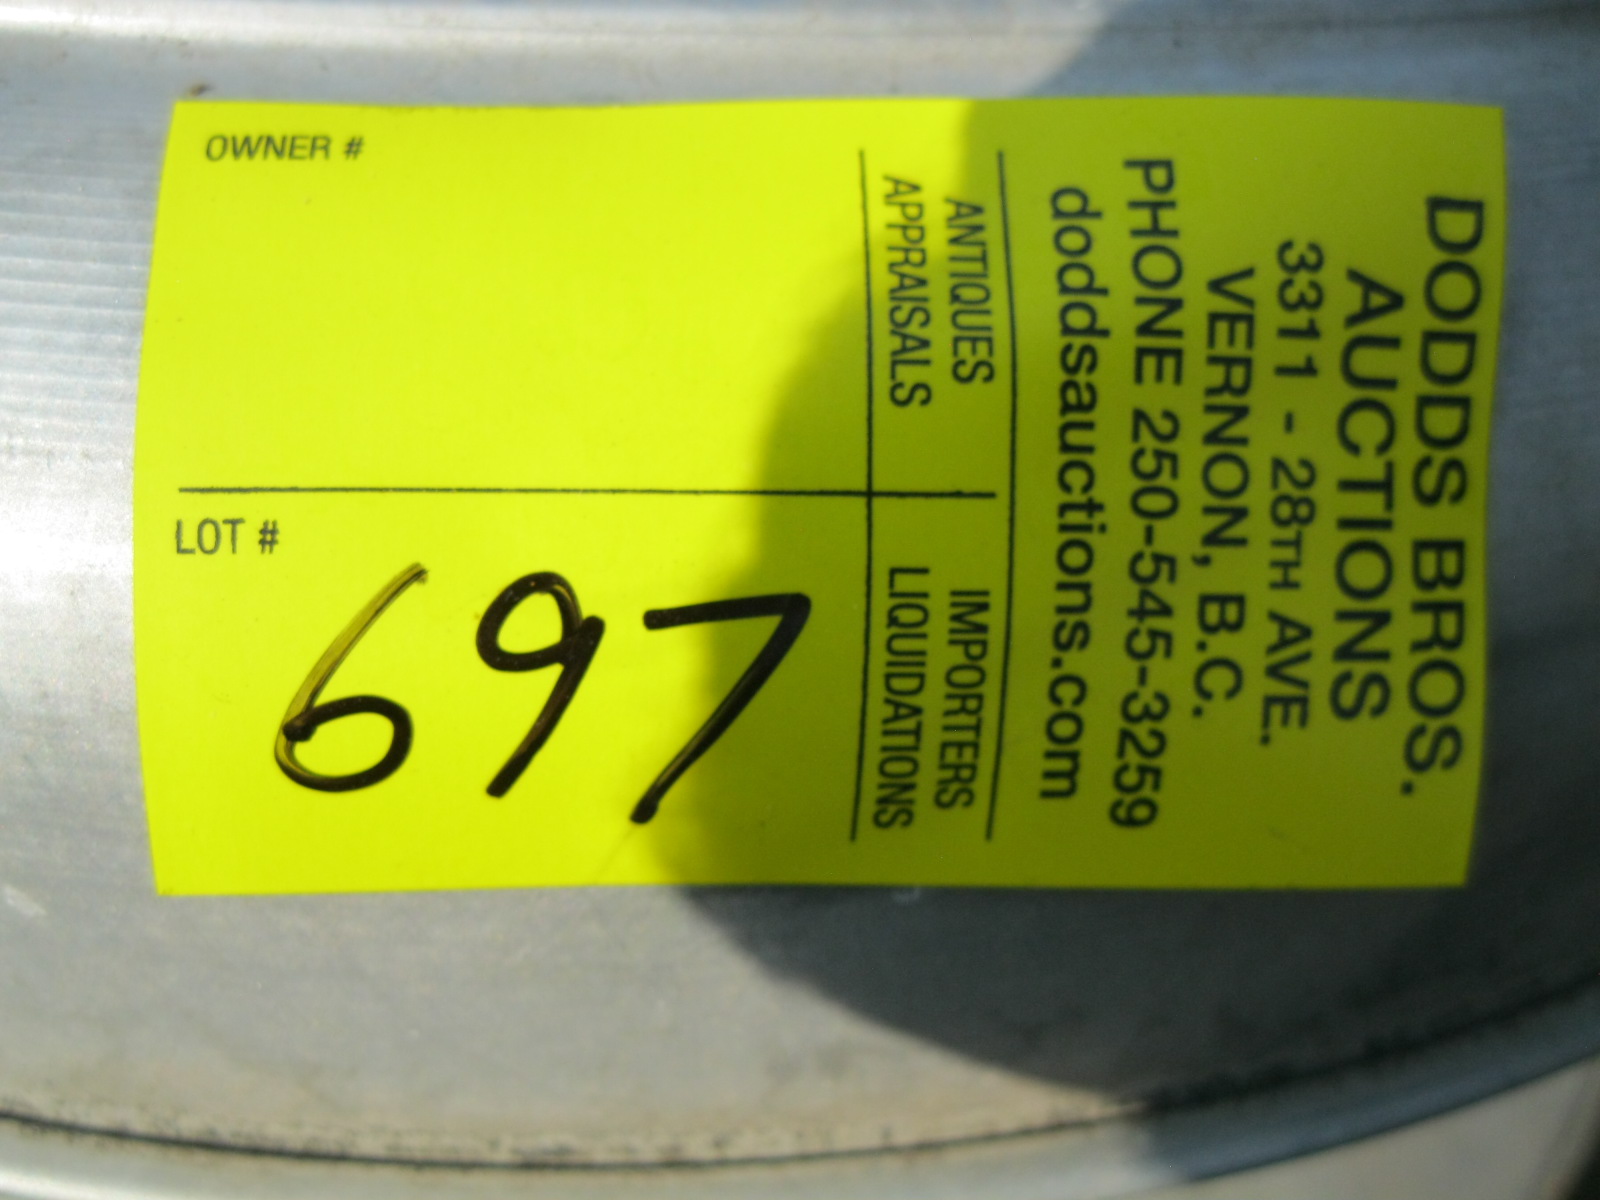 DODDS BROS.
AUCTIONS
3311 - 28TH AVE.
VERNON, B.C.
PHONE 250-545-3259
doddsauctions.com
ANTIQUES
APPRAISALS
IMPORTERS
LIQUIDATIONS
OWNER #
LOT #
697